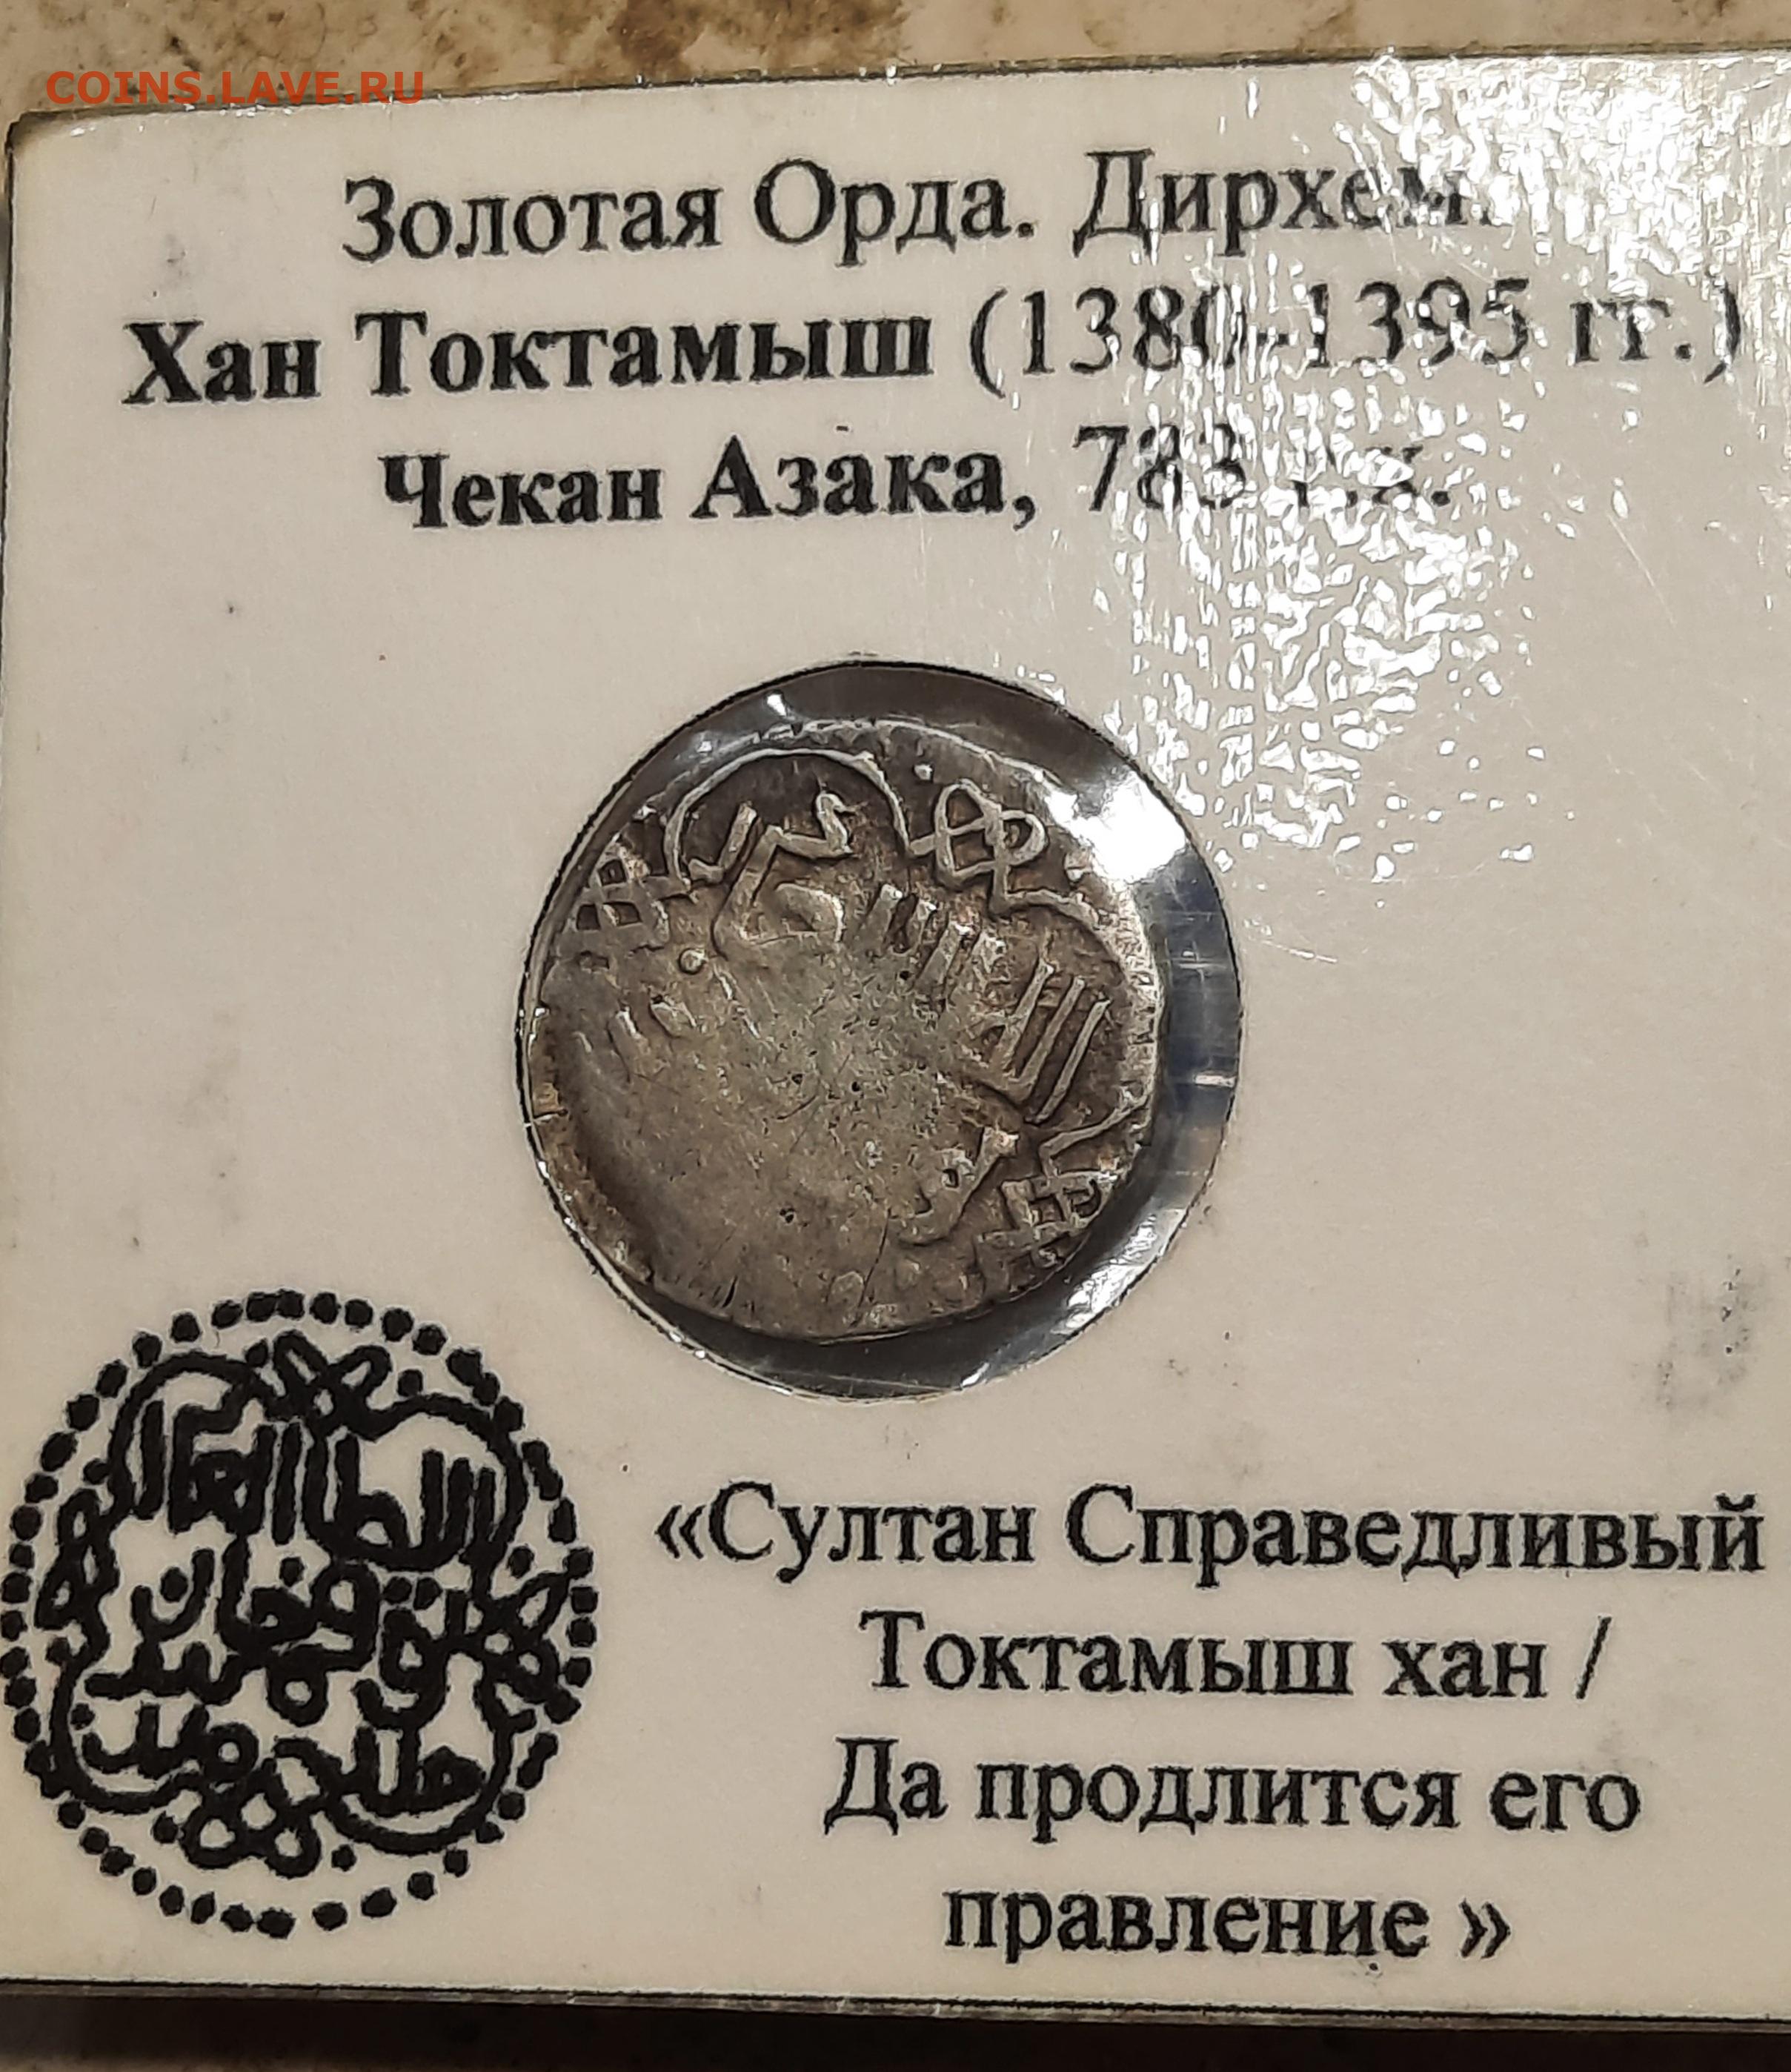 COINS.LAVE.RU
Золотая Орда. Дирхем.
Хан Токтамыш (1380-1395 гг.)
Чекан Азака, 783 г.х.
«Султан Справедливый
Токтамыш хан /
Да продлится его
правление »